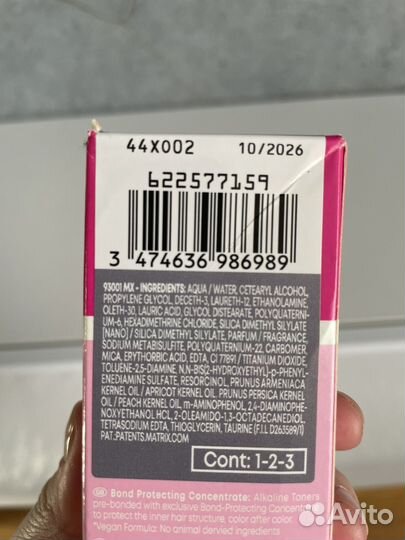 44X002 10/2026
622577159
3 474636 986989
93001 MX - INGREDIENTS: AQUA / WATER, CETEARYL ALCOHOL,
PROPYLENE GLYCOL, DECETH-3, LAURETH-12, ETHANOLAMINE,
OLETH-30, LAURIC ACID, GLYCOL DISTEARATE, POLYQUATERNI-
UM-6, HEXADIMETHRINE CHLORIDE, SILICA DIMETHYL SILYLATE
[NANO] / SILICA DIMETHYL SILYLATE, PARFUM / FRAGRANCE,
SODIUM METABISULFITE, POLYQUATERNIUM-22, CARBOMER,
MICA, ERYTHORBIC ACID, EDTA, CI 77891 / TITANIUM DIOXIDE,
TOLUENE-2,5-DIAMINE, N,N-BIS(2-HYDROXYETHYL)-p-PHENYL-
ENEDIAMINE SULFATE, RESORCINOL, PRUNUS ARMENIACA
KERNEL OIL / APRICOT KERNEL OIL, PRUNUS PERSICA KERNEL
OIL / PEACH KERNEL OIL, m-AMINOPHENOL, 2,4-DIAMINOPHE-
NOXYETHANOL HCL, 2-OLEAMIDO-1,3-OCTADECANEDIOL,
TETRASODIUM EDTA, THIOGLYCERIN, TAURINE (F.I.L D263589/1)
PAT.:PATENTS.MATRIX.COM
Cont: 1-2-3
GB Bond Protecting Concentrate: Alkaline Toners
pre-bonded with exclusive Bond-Protecting Concentrate
to protect the inner hair structure, color after color.
*Vegan Formula: No animal derived ingredients
Avito